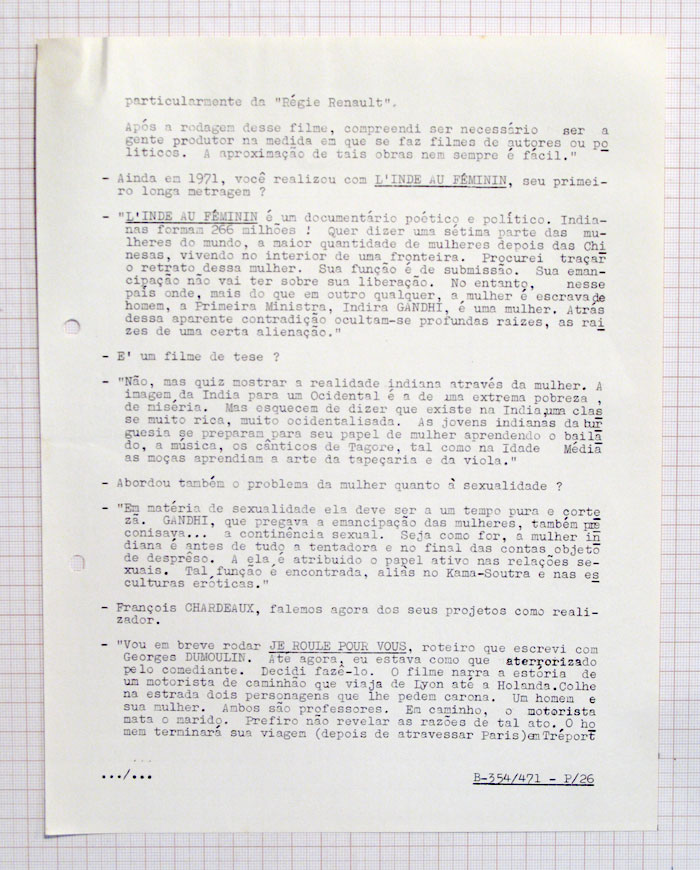 particularmente da "Régie Renault".
Após a rodagem desse filme, compreendi ser necessário ser a
gente produtor na medida em que se faz filmes de autores ou po
líticos. A aproximação de tais obras nem sempre é fácil."
- Ainda em 1971, você realizou com L'INDE AU FÉMININ, seu primei-
ro longa metragem ?
- "L'INDE AU FÉMININ é um documentário poético e político. India-
nas formam 266 milhões ! Quer dizer uma sétima parte das mu-
lheres do mundo, a maior quantidade de mulheres depois das Chi
nesas, vivendo no interior de uma fronteira. Procurei traçar
o retrato dessa mulher. Sua função é de submissão. Sua eman-
cipação não vai ter sobre sua liberação. No entanto, nesse
país onde, mais do que em outro qualquer, a mulher é escrava de
homem, a Primeira Ministra, Indira GANDHI, é uma mulher. Atrás
dessa aparente contradição ocultam-se profundas raízes, as raí
zes de uma certa alienação."
- E' um filme de tese ?
- "Não, mas quiz mostrar a realidade indiana através da mulher. A
imagem da India para um Ocidental é a de uma extrema pobreza ,
de miséria. Mas esquecem de dizer que existe na India,uma clas
se muito rica, muito ocidentalisada. As jovens indianas da bur
guesia se preparam para seu papel de mulher aprendendo o baila
do, a música, os cânticos de Tagore, tal como na Idade Média
as moças aprendiam a arte da tapeçaria e da viola."
- Abordou também o problema da mulher quanto à sexualidade ?
- "Em matéria de sexualidade ela deve ser a um tempo pura e corte
zã. GANDHI, que pregava a emancipação das mulheres, também pre
conisava... a continência sexual. Seja como for, a mulher in
diana é antes de tudo a tentadora e no final das contas objeto
de desprêso. A ela é atribuido o papel ativo nas relações se-
xuais. Tal função é encontrada, aliás no Kama-Soutra e nas es
culturas eróticas."
- François CHARDEAUX, falemos agora dos seus projetos como reali-
zador.
- "Vou em breve rodar JE ROULE POUR VOUS, roteiro que escrevi com
Georges DUMOULIN. Até agora, eu estava como que aterrorizado
pelo comediante. Decidi fazê-lo. O filme narra a estória de
um motorista de caminhão que viaja de Lyon até a Holanda.Colhe
na estrada dois personagens que lhe pedem carona. Um homem e
sua mulher. Ambos são professores. Em caminho, o motorista
mata o marido. Prefiro não revelar as razões de tal ato. O ho
mem terminará sua viagem (depois de atravessar Paris)em Tréport
.../...
B-354/471 - P/26